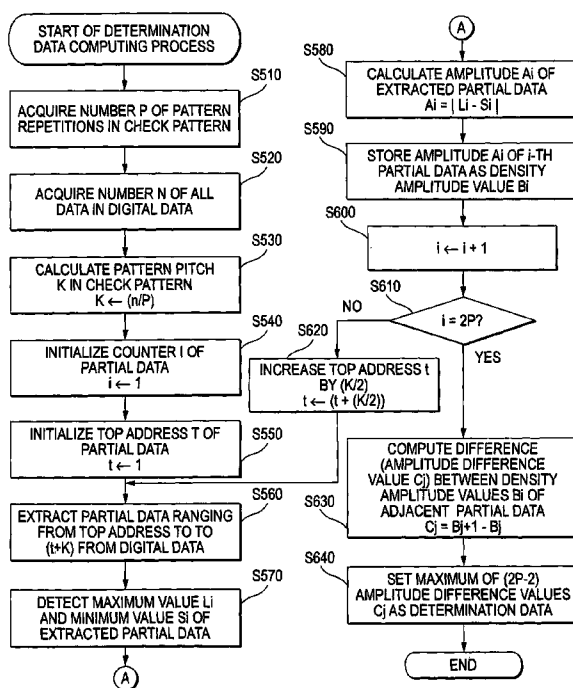 START OF DETERMINATION
DATA COMPUTING PROCESS
S510
ACQUIRE NUMBER P OF PATTERN
REPETITIONS IN CHECK PATTERN
S520
ACQUIRE NUMBER N OF ALL
DATA IN DIGITAL DATA
S530
CALCULATE PATTERN PITCH
K IN CHECK PATTERN
K ← (n/P)
S540
INITIALIZE COUNTER I OF
PARTIAL DATA
i ← 1
S550
INITIALIZE TOP ADDRESS T OF
PARTIAL DATA
t ← 1
S560
EXTRACT PARTIAL DATA RANGING
FROM TOP ADDRESS TO TO
(t+K) FROM DIGITAL DATA
S570
DETECT MAXIMUM VALUE Li
AND MINIMUM VALUE Si OF
EXTRACTED PARTIAL DATA
A
A
S580
CALCULATE AMPLITUDE Ai OF
EXTRACTED PARTIAL DATA
Ai = | Li - Si |
S590
STORE AMPLITUDE Ai OF i-TH
PARTIAL DATA AS DENSITY
AMPLITUDE VALUE Bi
S600
i ← i + 1
S610
i = 2P?
NO
YES
S620
INCREASE TOP ADDRESS t
BY (K/2)
t ← (t + (K/2))
COMPUTE DIFFERENCE
(AMPLITUDE DIFFERENCE
VALUE Cj) BETWEEN DENSITY
AMPLITUDE VALUES Bi OF
ADJACENT PARTIAL DATA
Cj = Bj+1 - Bj
S630
S640
SET MAXIMUM OF (2P-2)
AMPLITUDE DIFFERENCE VALUES
Cj AS DETERMINATION DATA
END